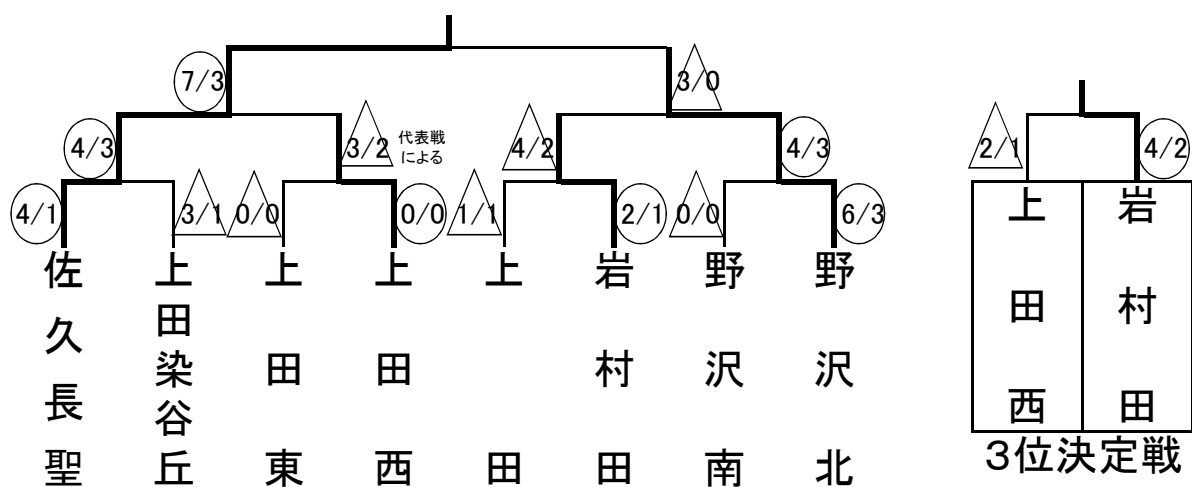 7/3
3/0
4/3
3/2
代表戦
による
4/2
4/3
2/1
4/2
4/1
3/1
0/0
0/0
1/1
2/1
0/0
6/3
佐久長聖
上田染谷丘
上田東
上田西
上田
岩村田
野沢南
野沢北
上田西
岩村田
3位決定戦